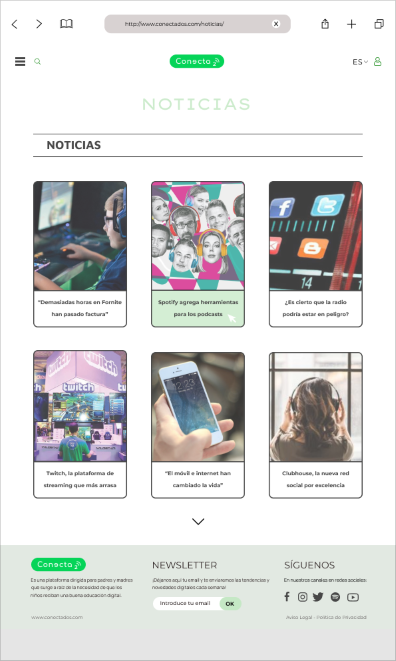 http://www.conectados.com/noticias/
X
Conecta
ES
NOTICIAS
NOTICIAS
"Demasiadas horas en Fornite
han pasado factura"
Spotify agrega herramientas
para los podcasts
¿Es cierto que la radio
podría estar en peligro?
twitch
twitch
Twitch, la plataforma de
streaming que más arrasa
"El móvil e internet han
cambiado la vida"
Clubhouse, la nueva red
social por excelencia
Conecta
Es una plataforma dirigida para padres y madres
que surge a raíz de la necesidad de que los
niños reciban una buena educación digital.
www.conectados.com
NEWSLETTER
¡Déjanos aquí tu email y te enviaremos las tendencias y
novedades digitales cada semana!
Introduce tu email
OK
SÍGUENOS
En nuestros canales en redes sociales:
Aviso Legal - Política de Privacidad